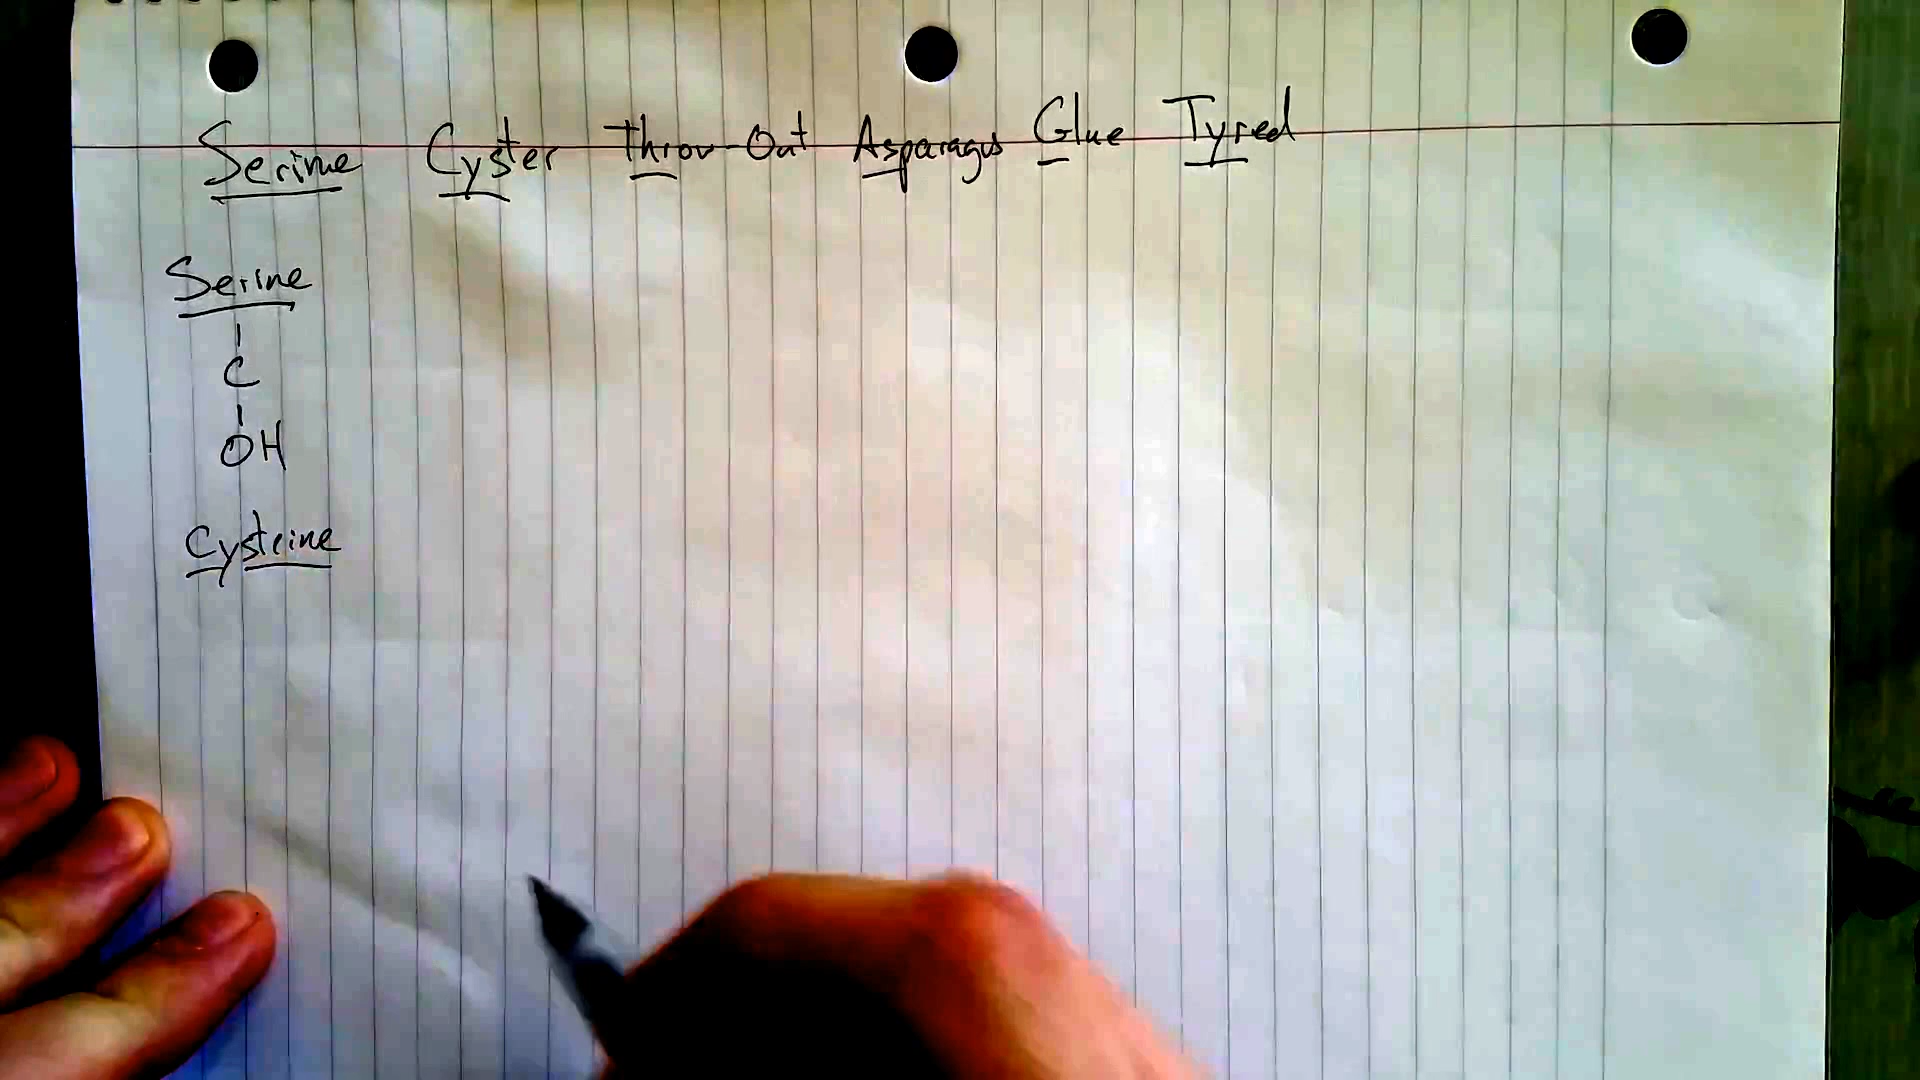 Serine Cyster Throw-Out Asparagus Glue Tyred
Serine
C
OH
Cysteine